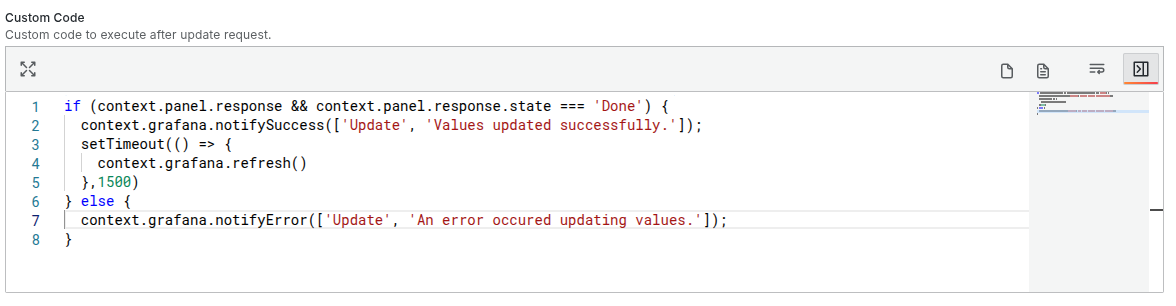 Custom Code
Custom code to execute after update request.
1 if (context.panel.response && context.panel.response.state === 'Done') {
2   context.grafana.notifySuccess(['Update', 'Values updated successfully.']);
3   setTimeout(() => {
4     context.grafana.refresh()
5   },1500)
6 } else {
7   context.grafana.notifyError(['Update', 'An error occured updating values.']);
8 }